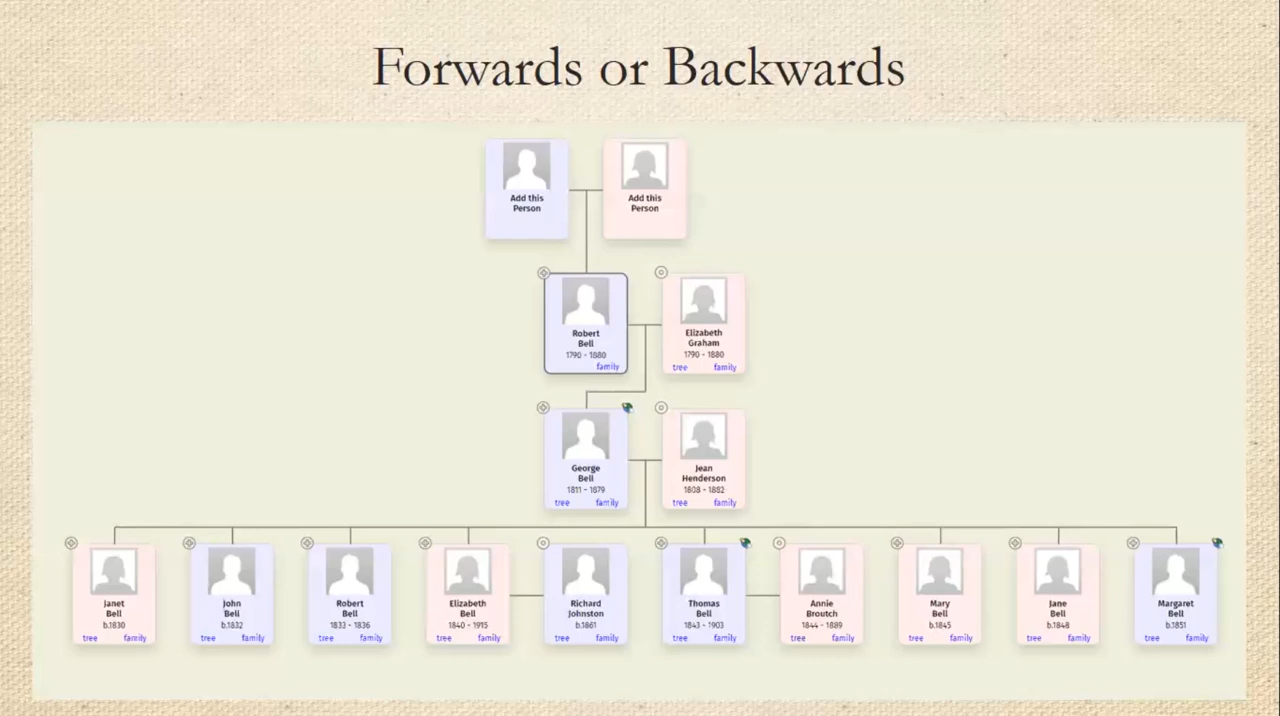 Forwards or Backwards
Add this
Person
Add this
Person
Robert
Bell
1790 - 1880
family
Elizabeth
Graham
1790 - 1880
tree family
George
Bell
1811 - 1879
tree family
Jean
Henderson
1808 - 1882
tree family
Janet
Bell
b.1830
tree family
John
Bell
b.1832
tree family
Robert
Bell
1833 - 1836
tree family
Elizabeth
Bell
1840 - 1915
tree family
Richard
Johnston
b.1861
tree family
Thomas
Bell
1843 - 1903
tree family
Annie
Broutch
1844 - 1889
tree family
Mary
Bell
b.1845
tree family
Jane
Bell
b.1848
tree family
Margaret
Bell
b.1851
tree family